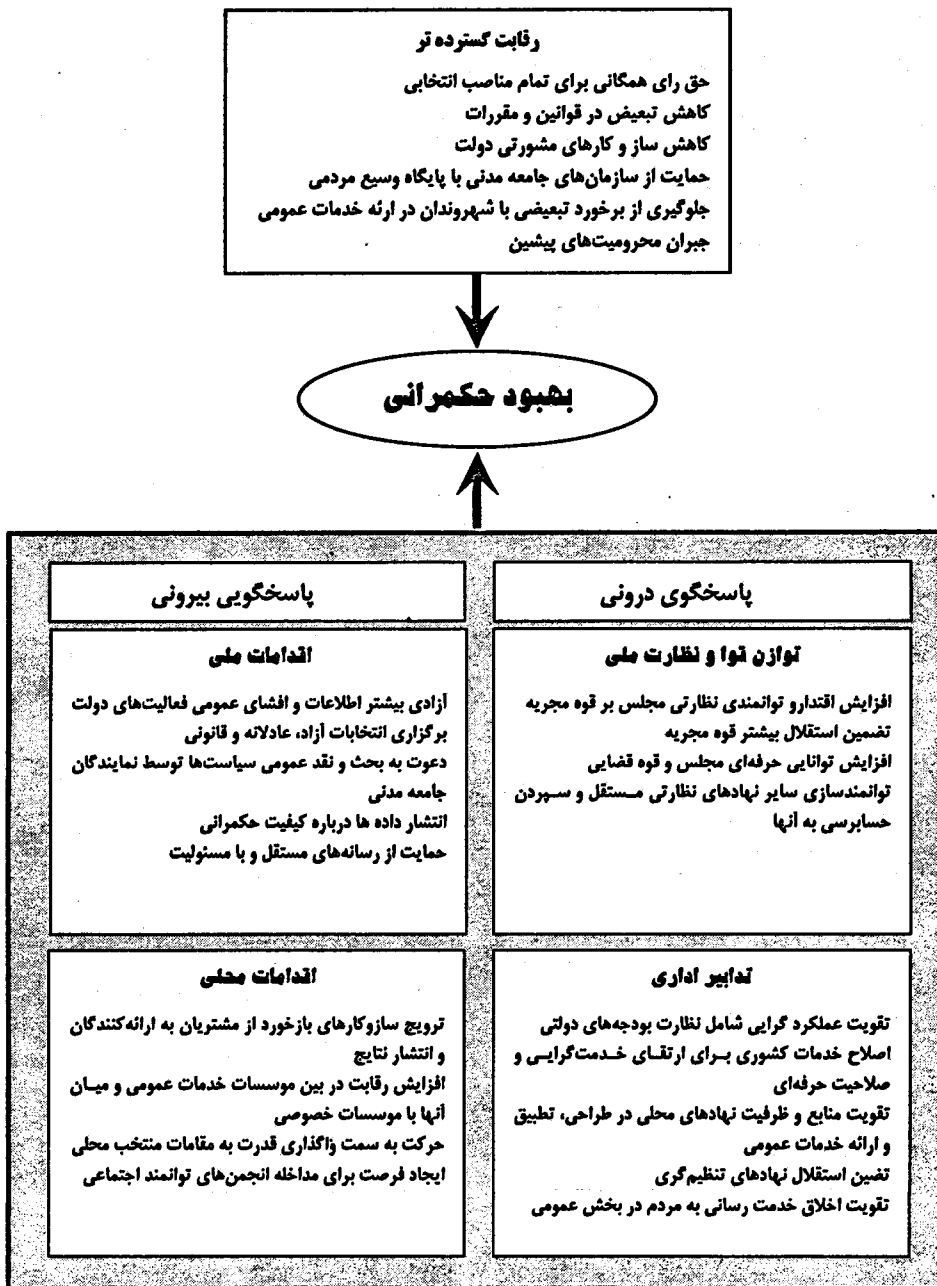 رقابت گسترده تر
حق رای همگانی برای تمام مناصب انتخابی
کاهش تبعیض در قوانین و مقررات
کاهش ساز و کارهای مشورتی دولت
حمایت از سازمان‌های جامعه مدنی با پایگاه وسیع مردمی
جلوگیری از برخورد تبعیضی با شهروندان در ارئه خدمات عمومی
جبران محرومیت‌های پیشین
بهبود حکمرانی
پاسخگوی درونی
توازن قوا و نظارت ملی
افزایش اقتدارو توانمندی نظارتی مجلس بر قوه مجریه
تضمین استقلال بیشتر قوه مجریه
افزایش توانایی حرفه‌ای مجلس و قوه قضایی
توانمندسازی سایر نهادهای نظارتی مستقل و سپردن
حسابرسی به آنها
پاسخگویی بیرونی
اقدامات ملی
آزادی بیشتر اطلاعات و افشای عمومی فعالیت‌های دولت
برگزاری انتخابات آزاد، عادلانه و قانونی
دعوت به بحث و نقد عمومی سیاست‌ها توسط نمایندگان
جامعه مدنی
انتشار داده ها درباره کیفیت حکمرانی
حمایت از رسانه‌های مستقل و با مسئولیت
تدابیر اداری
تقویت عملکرد گرایی شامل نظارت بودجه‌های دولتی
اصلاح خدمات کشوری برای ارتقای خدمت‌گرایی و
صلاحیت حرفه‌ای
تقویت منابع و ظرفیت نهادهای محلی در طراحی، تطبیق
و ارائه خدمات عمومی
تضین استقلال نهادهای تنظیم‌گری
تقویت اخلاق خدمت رسانی به مردم در بخش عمومی
اقدامات محلی
ترویج سازوکارهای بازخورد از مشتریان به ارائه‌کنندگان
و انتشار نتایج
افزایش رقابت در بین موسسات خدمات عمومی و میان
آنها با موسسات خصوصی
حرکت به سمت واگذاری قدرت به مقامات منتخب محلی
ایجاد فرصت برای مداخله انجمن‌های توانمند اجتماعی